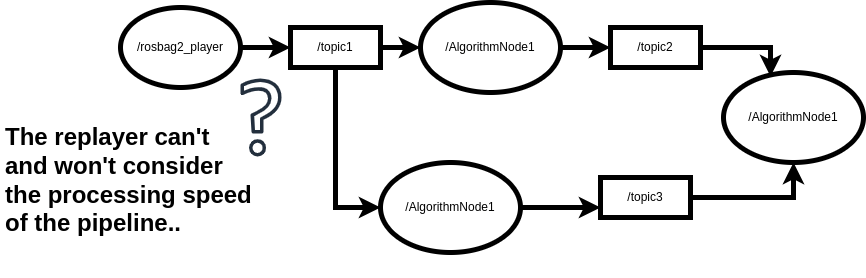 /rosbag2_player
/topic1
/AlgorithmNode1
/topic2
/AlgorithmNode1
/AlgorithmNode1
/topic3
?
The replayer can't
and won't consider
the processing speed
of the pipeline..